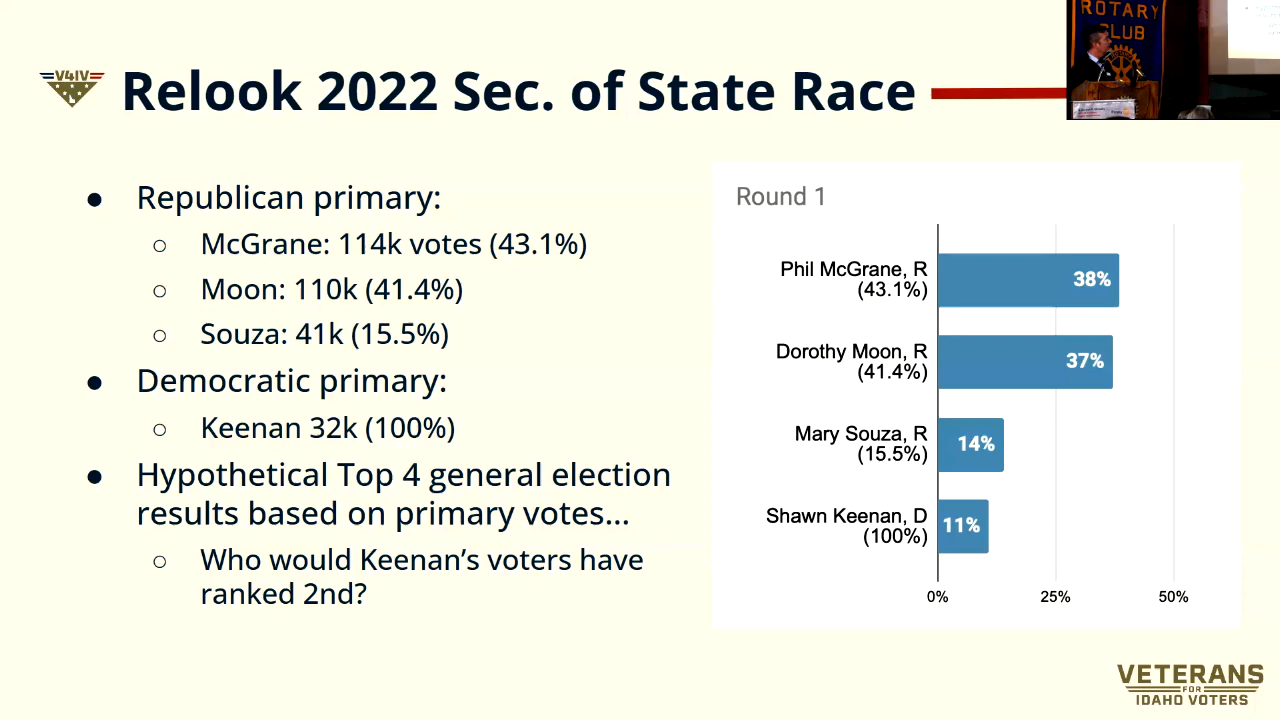 ROTARY
CLUB
V4IV
Relook 2022 Sec. of State Race
● Republican primary:
○ McGrane: 114k votes (43.1%)
○ Moon: 110k (41.4%)
○ Souza: 41k (15.5%)
● Democratic primary:
○ Keenan 32k (100%)
● Hypothetical Top 4 general election
results based on primary votes...
○ Who would Keenan's voters have
ranked 2nd?
Round 1
Phil McGrane, R
(43.1%)
38%
Dorothy Moon, R
(41.4%)
37%
Mary Souza, R
(15.5%)
14%
Shawn Keenan, D
(100%)
11%
0% 25% 50%
VETERANS
FOR
IDAHO VOTERS